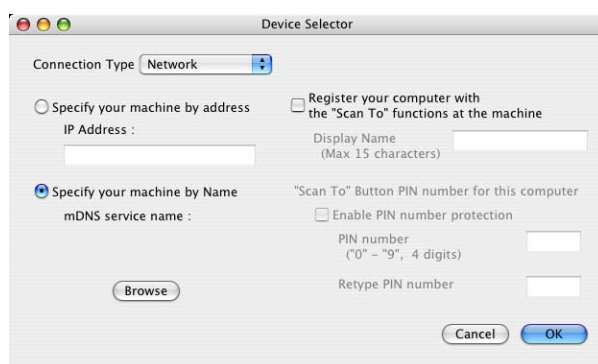 Device Selector
Connection Type Network
Specify your machine by address
IP Address :
Specify your machine by Name
mDNS service name :
Browse
Register your computer with
the "Scan To" functions at the machine
Display Name
(Max 15 characters)
"Scan To" Button PIN number for this computer
Enable PIN number protection
PIN number
("0" - "9", 4 digits)
Retype PIN number
Cancel OK